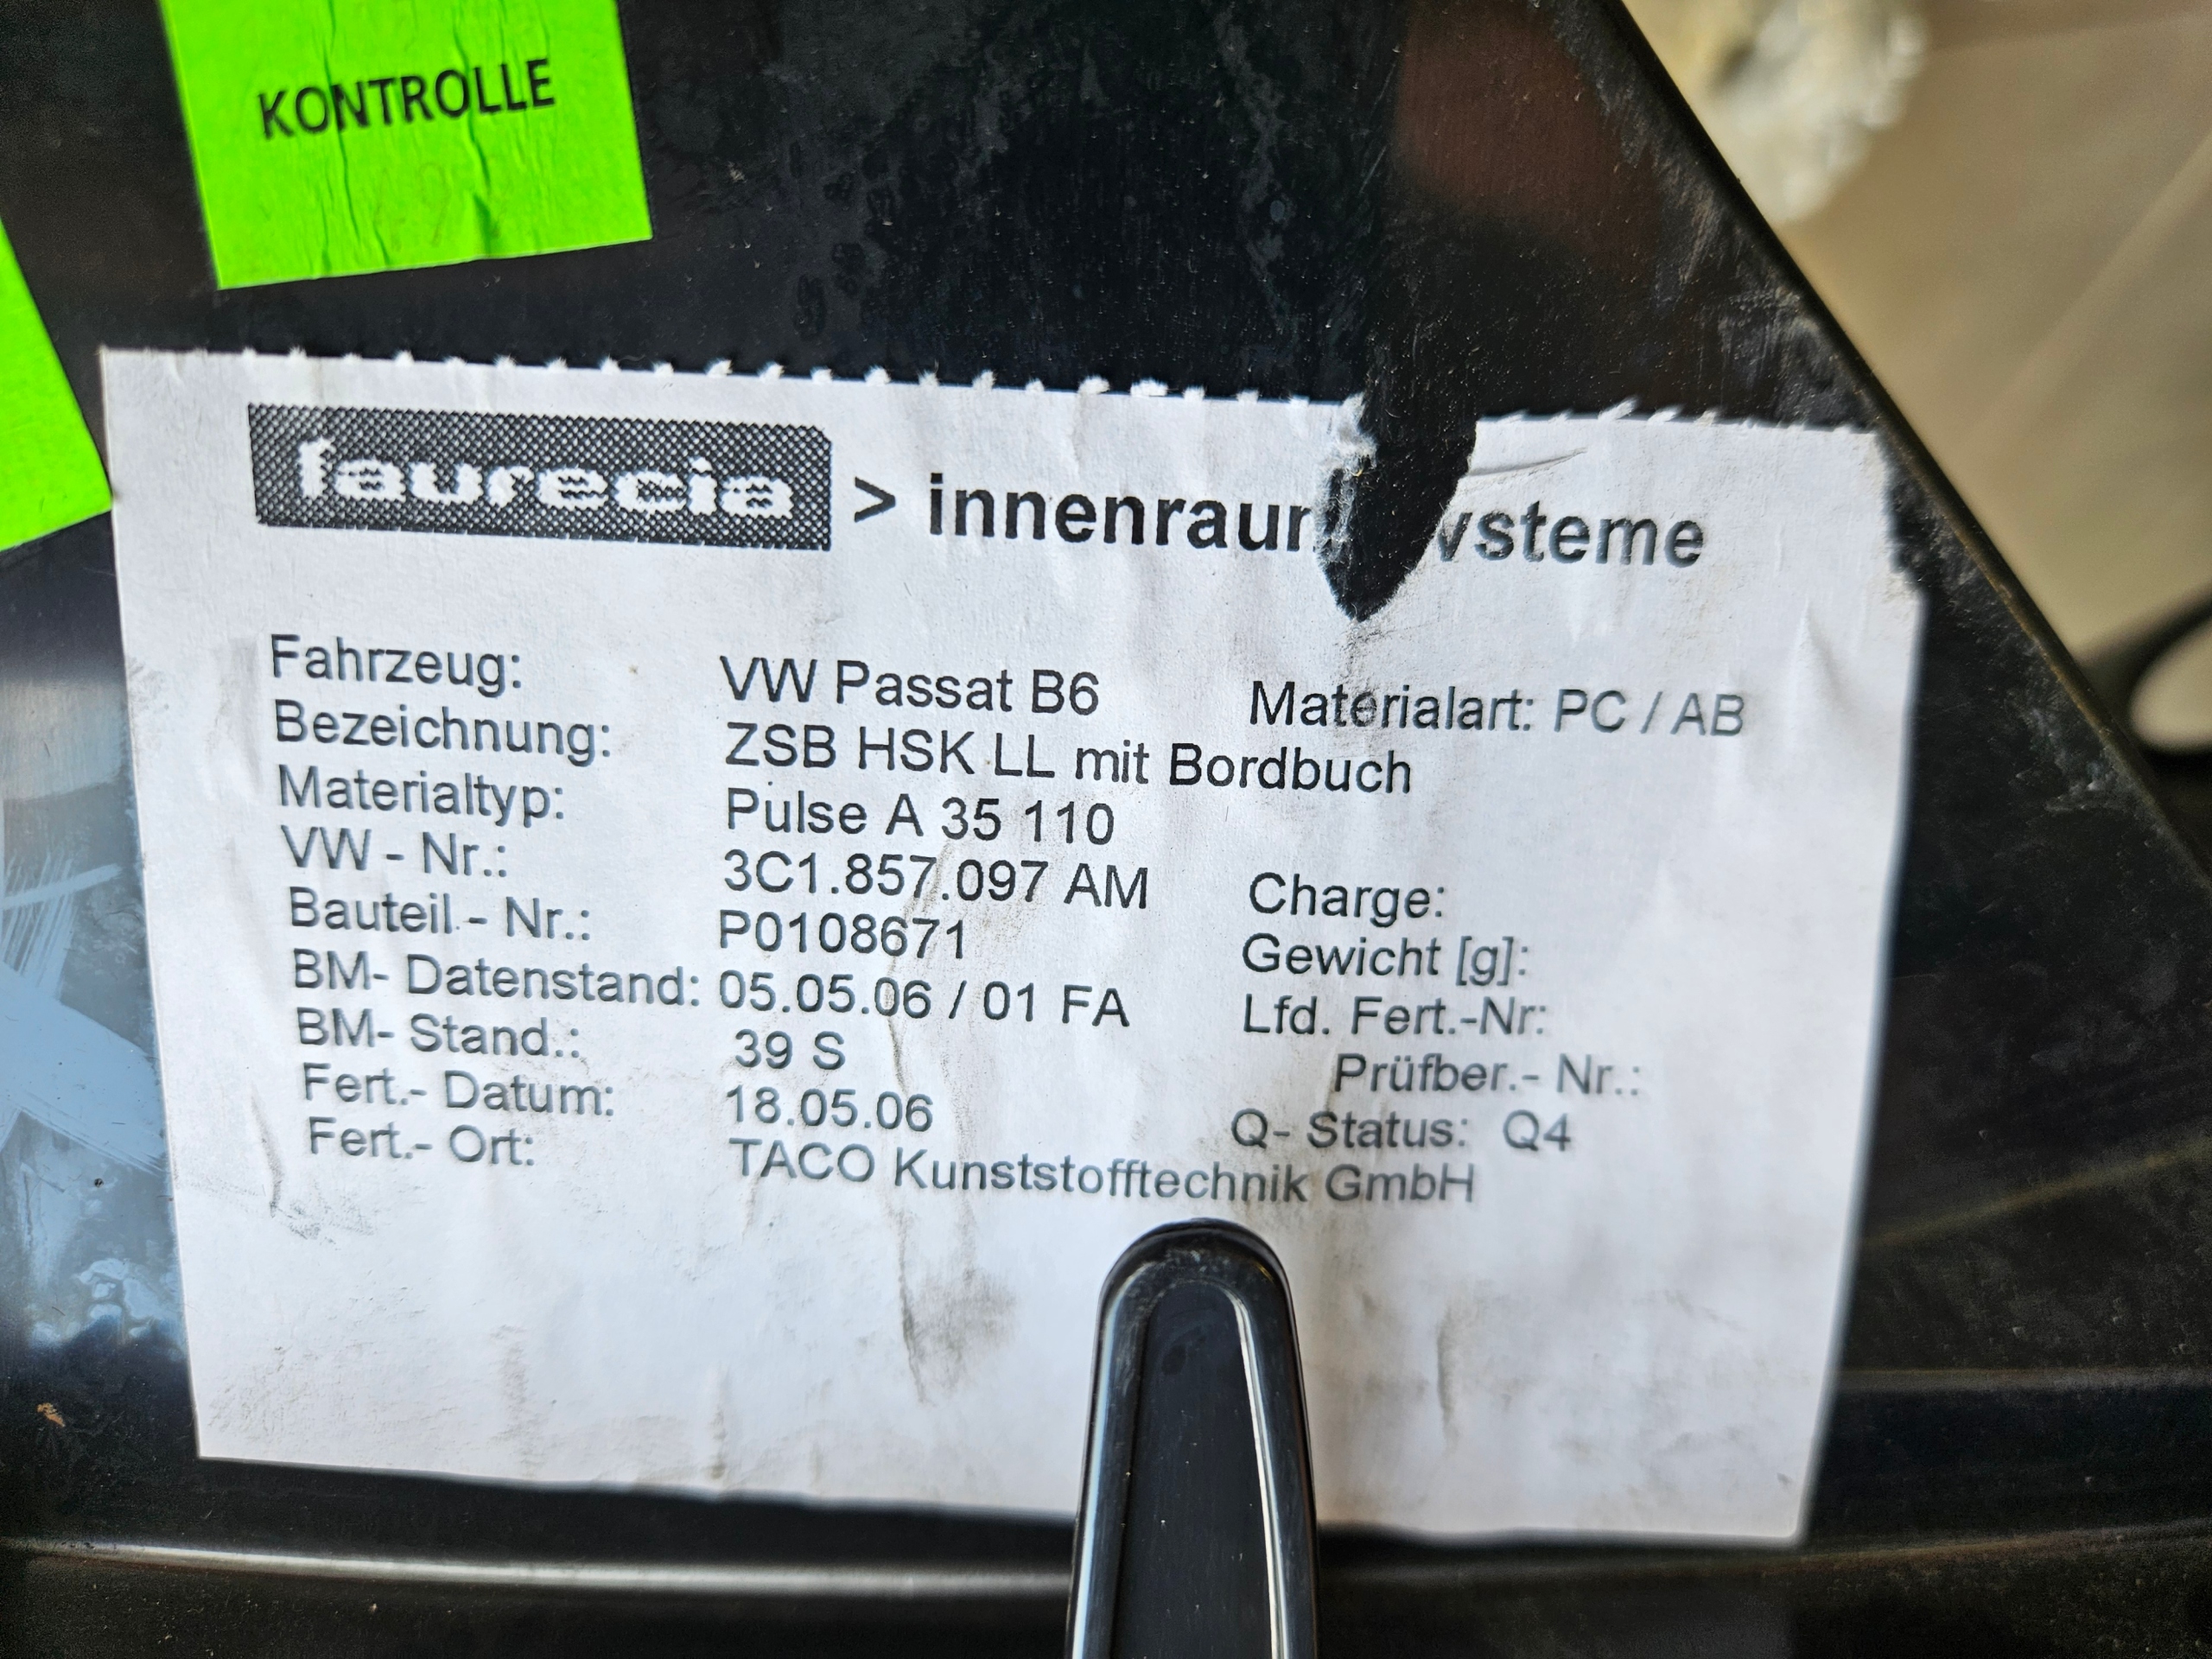 KONTROLLE
faurecia > innenraum systeme
Fahrzeug: VW Passat B6 Materialart: PC / AB
Bezeichnung: ZSB HSK LL mit Bordbuch
Materialtyp: Pulse A 35 110
VW - Nr.: 3C1.857.097 AM Charge:
Bauteil - Nr.: P0108671 Gewicht [g]:
BM- Datenstand: 05.05.06 / 01 FA Lfd. Fert.-Nr:
BM- Stand.: 39 S Prüfber.- Nr.:
Fert.- Datum: 18.05.06 Q- Status: Q4
Fert.- Ort: TACO Kunststofftechnik GmbH